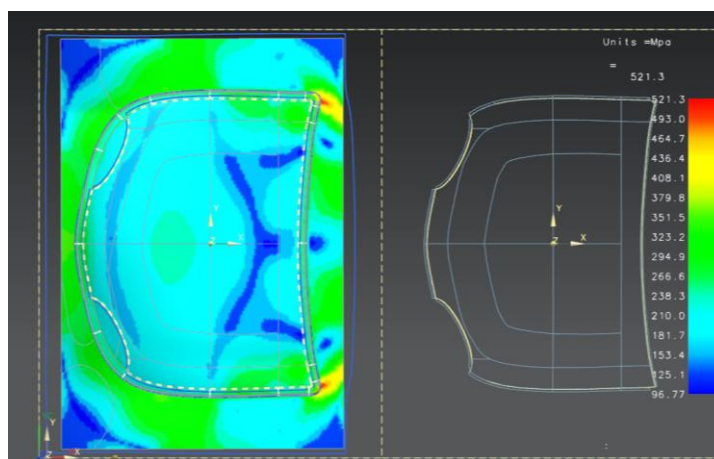 Units =Mpa
=
521.3
521.3
493.0
464.7
436.4
408.1
379.8
351.5
323.2
294.9
266.6
238.3
210.0
181.7
153.4
125.1
96.77
Y
Z X
Y
Z X
Y
Z X
: